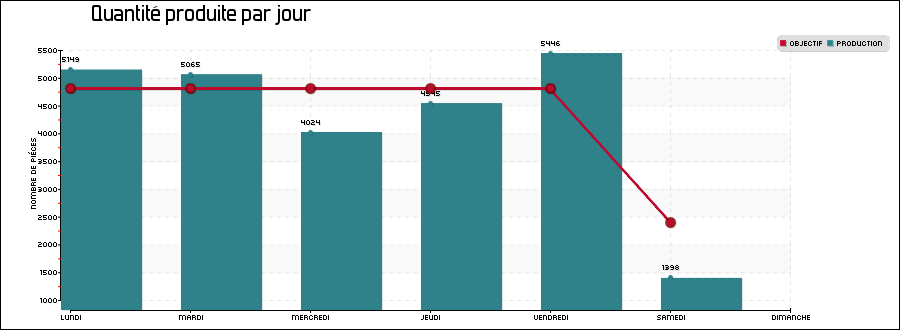 Quantité produite par jour
OBJECTIF
PRODUCTION
NOMBRE DE PIÈCES
5500
5000
4500
4000
3500
3000
2500
2000
1500
1000
5149
5065
4024
4545
5446
1398
LUNDI
MARDI
MERCREDI
JEUDI
VENDREDI
SAMEDI
DIMANCHE